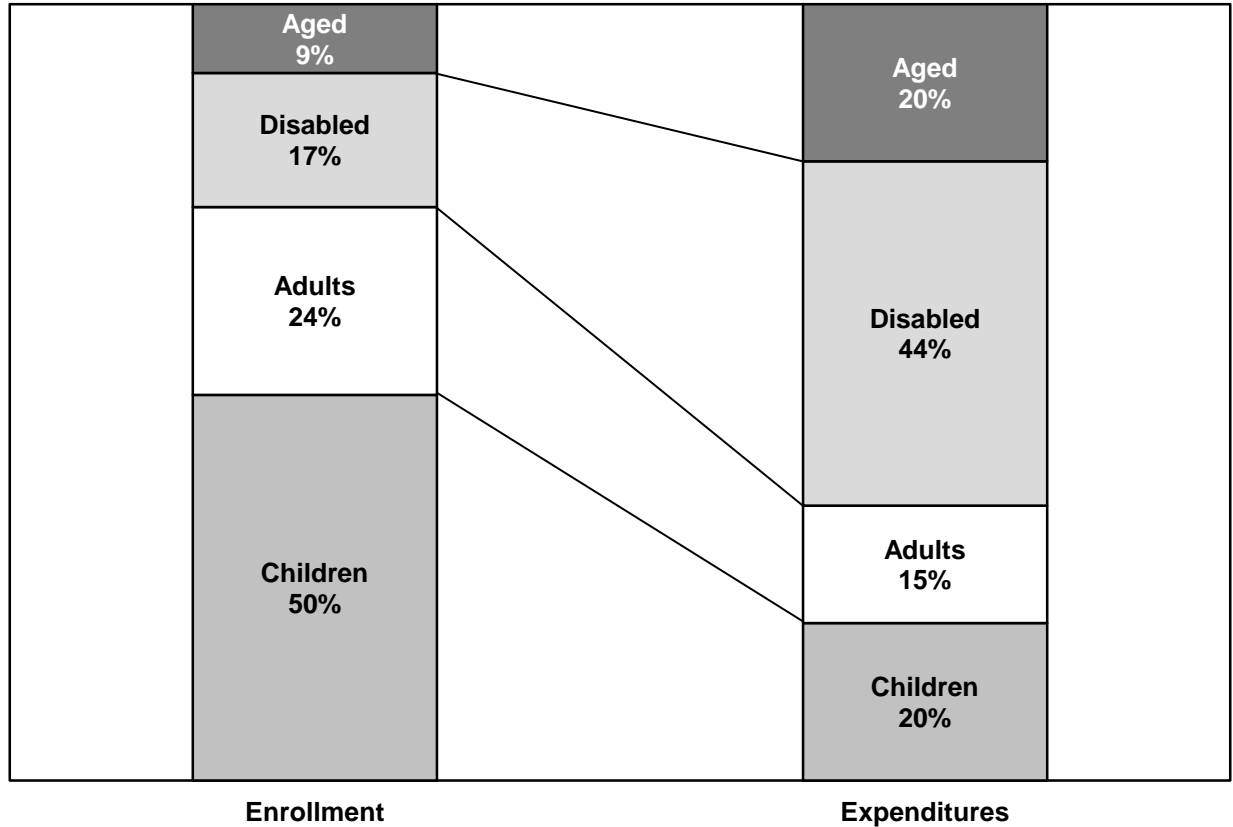 Aged
9%
Disabled
17%
Adults
24%
Children
50%
Enrollment
Aged
20%
Disabled
44%
Adults
15%
Children
20%
Expenditures